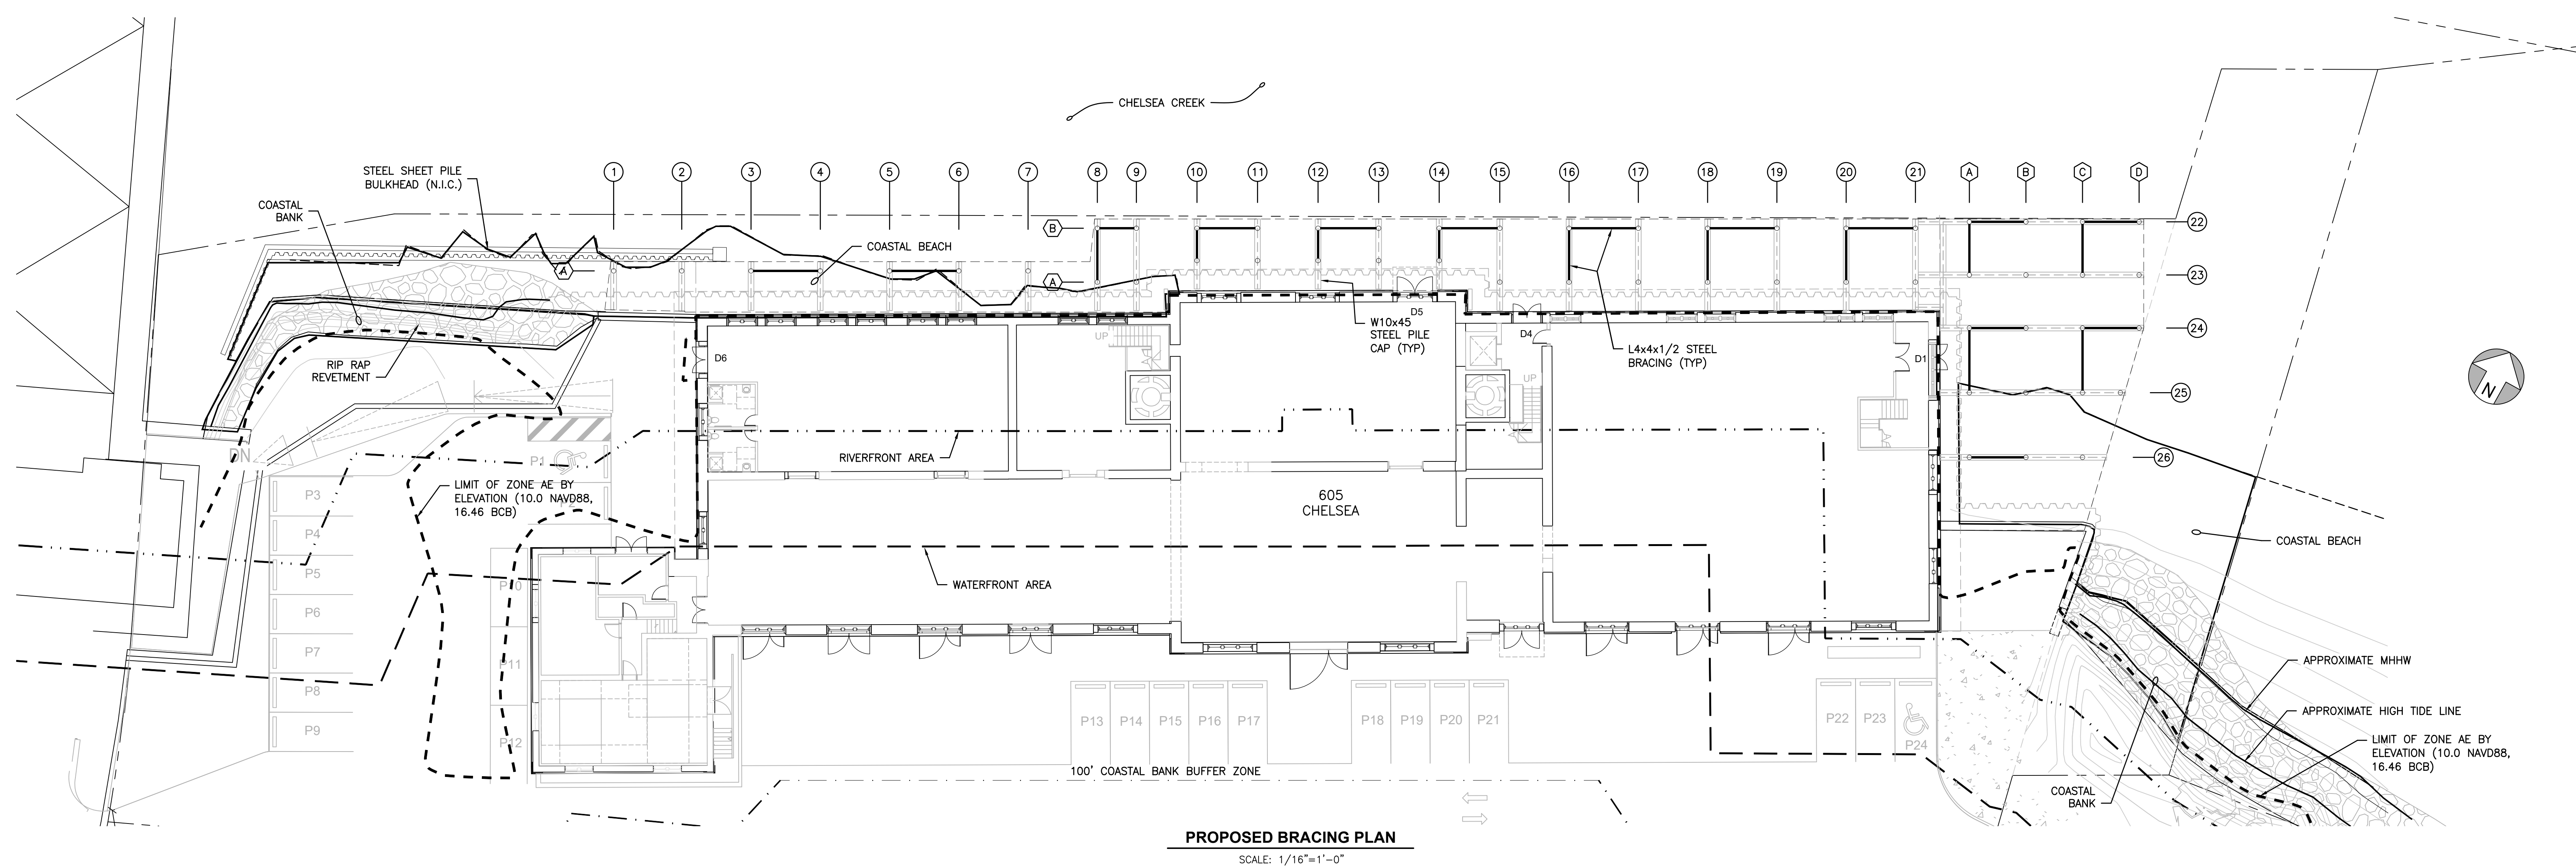 CHELSEA CREEK
STEEL SHEET PILE
BULKHEAD (N.I.C.)
COASTAL
BANK
1
2
3
4
5
6
7
8
9
10
11
12
13
14
15
16
17
18
19
20
21
A
B
C
D
22
23
24
25
26
A
B
A
COASTAL BEACH
RIP RAP
REVETMENT
D6
UP
W10x45
STEEL PILE
CAP (TYP)
D5
D4
UP
L4x4x1/2 STEEL
BRACING (TYP)
D1
N
DN
RIVERFRONT AREA
LIMIT OF ZONE AE BY
ELEVATION (10.0 NAVD88,
16.46 BCB)
605
CHELSEA
WATERFRONT AREA
COASTAL BEACH
P1
P2
P3
P4
P5
P6
P7
P8
P9
P10
P11
P12
P13
P14
P15
P16
P17
P18
P19
P20
P21
P22
P23
P24
APPROXIMATE MHHW
APPROXIMATE HIGH TIDE LINE
LIMIT OF ZONE AE BY
ELEVATION (10.0 NAVD88,
16.46 BCB)
COASTAL
BANK
100' COASTAL BANK BUFFER ZONE
PROPOSED BRACING PLAN
SCALE: 1/16"=1'-0"